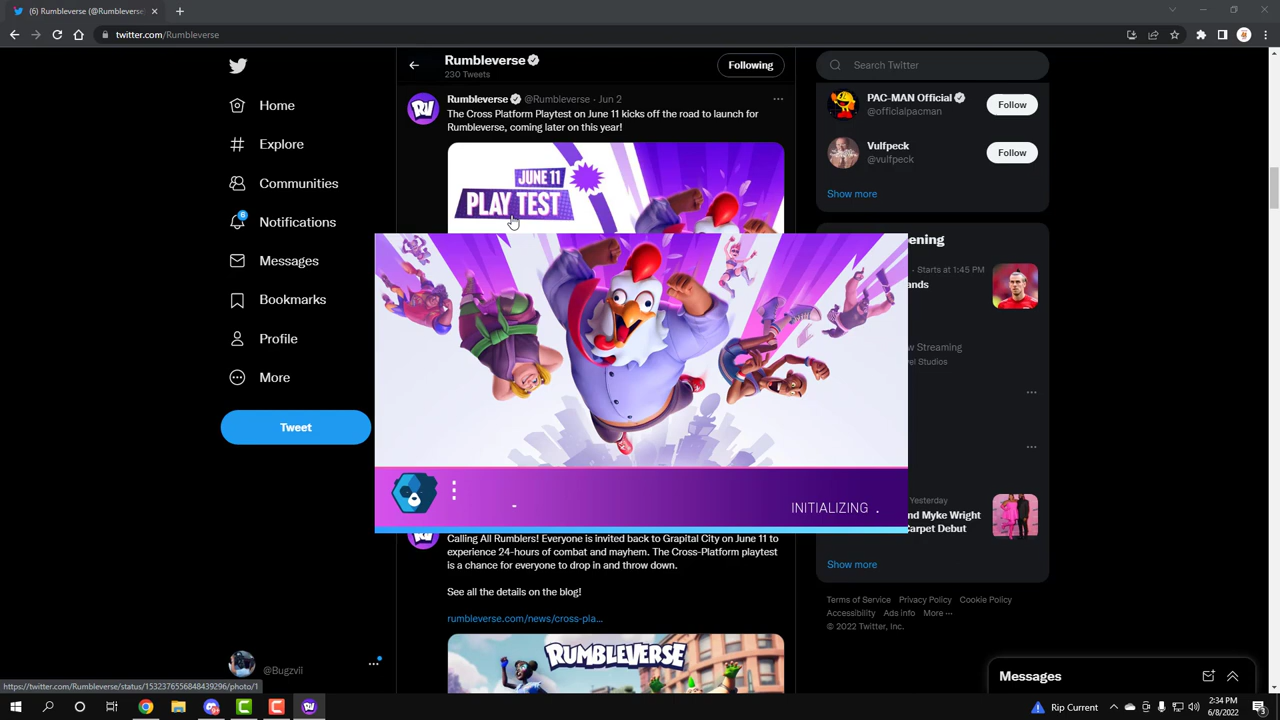 (6) Rumbleverse (@Rumbleverse
twitter.com/Rumbleverse
Rumbleverse
230 Tweets
Following
Search Twitter
Home
Explore
Communities
6
Notifications
Messages
Bookmarks
Profile
More
Tweet
@Bugzvii
Rumbleverse @Rumbleverse · Jun 2
The Cross Platform Playtest on June 11 kicks off the road to launch for
Rumbleverse, coming later on this year!
JUNE 11
PLAY TEST
INITIALIZING .
Calling All Rumblers! Everyone is invited back to Grapital City on June 11 to
experience 24-hours of combat and mayhem. The Cross-Platform playtest
is a chance for everyone to drop in and throw down.
See all the details on the blog!
rumbleverse.com/news/cross-pla...
RUMBLEVERSE
PAC-MAN Official
@officialpacman
Follow
Vulfpeck
@vulfpeck
Follow
Show more
ening
· Starts at 1:45 PM
ands
w Streaming
el Studios
Yesterday
nd Myke Wright
arpet Debut
Show more
Terms of Service Privacy Policy Cookie Policy
Accessibility Ads info More ...
© 2022 Twitter, Inc.
Messages
https://twitter.com/Rumbleverse/status/1532376556848439296/photo/1
Rip Current
2:34 PM
6/8/2022
3